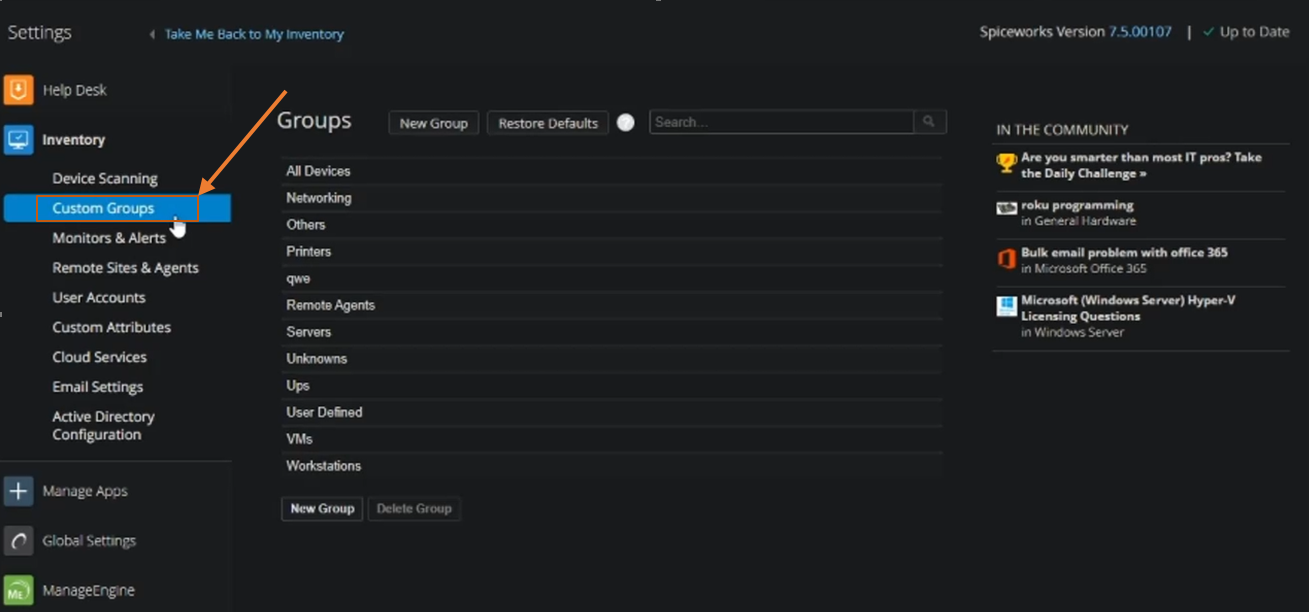 Settings
Take Me Back to My Inventory
Spiceworks Version 7.5.00107 | ✓ Up to Date
Help Desk
Inventory
Device Scanning
Custom Groups
Monitors & Alerts
Remote Sites & Agents
User Accounts
Custom Attributes
Cloud Services
Email Settings
Active Directory
Configuration
Manage Apps
Global Settings
ME
ManageEngine
Groups
New Group
Restore Defaults
Search...
All Devices
Networking
Others
Printers
qwe
Remote Agents
Servers
Unknowns
Ups
User Defined
VMs
Workstations
New Group
Delete Group
IN THE COMMUNITY
Are you smarter than most IT pros? Take
the Daily Challenge »
roku programming
in General Hardware
Bulk email problem with office 365
in Microsoft Office 365
Microsoft (Windows Server) Hyper-V
Licensing Questions
in Windows Server